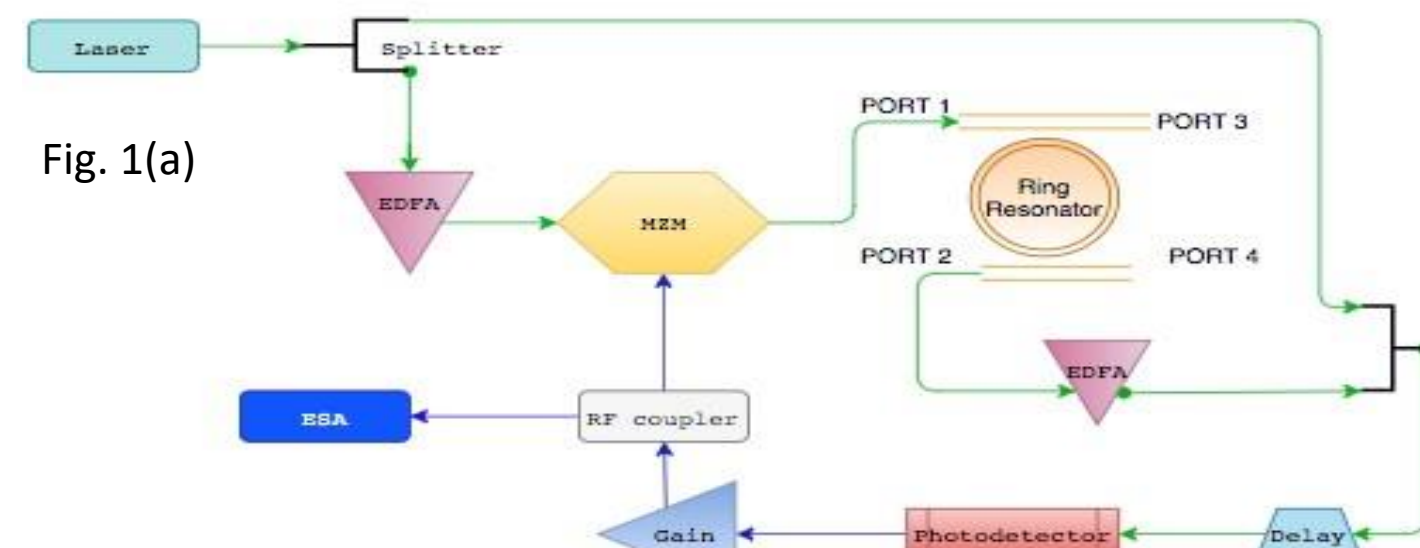 Laser
Splitter
Fig. 1(a)
EDFA
MZM
PORT 1
PORT 3
Ring
Resonator
PORT 2
PORT 4
EDFA
ESA
RF coupler
Gain
Photodetector
Delay